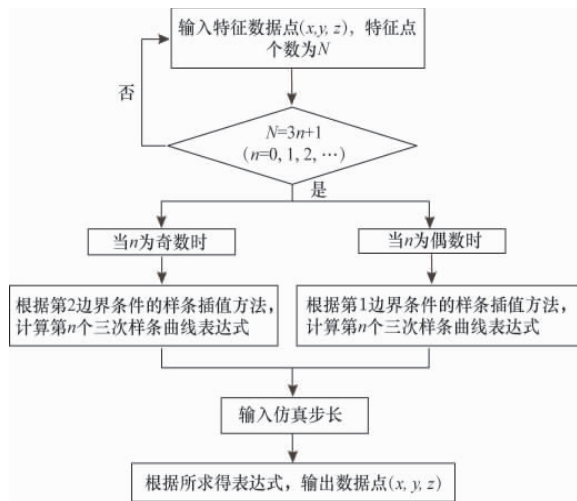 输入特征数据点(x,y, z)，特征点
个数为N
否
N=3n+1
(n=0, 1, 2, …)
是
当n为奇数时
当n为偶数时
根据第2边界条件的样条插值方法，
计算第n个三次样条曲线表达式
根据第1边界条件的样条插值方法，
计算第n个三次样条曲线表达式
输入仿真步长
根据所求得表达式，输出数据点(x, y, z)